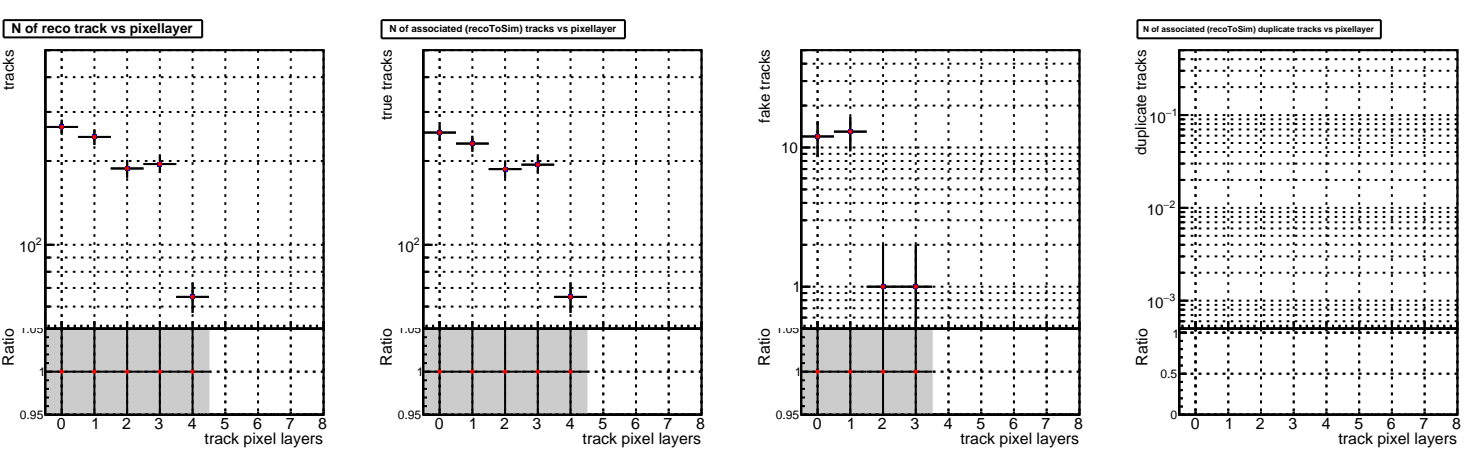 N of reco track vs pixellayer
tracks
10²
Ratio
1.05
1
0.95
0 1 2 3 4 5 6 7 8
track pixel layers
N of associated (recoToSim) tracks vs pixellayer
true tracks
10²
Ratio
1.05
1
0.95
0 1 2 3 4 5 6 7 8
track pixel layers
fake tracks
10
1
Ratio
1.05
1
0.95
0 1 2 3 4 5 6 7 8
track pixel layers
N of associated (recoToSim) duplicate tracks vs pixellayer
duplicate tracks
10⁻¹
10⁻²
10⁻³
Ratio
1
0.5
0
0 1 2 3 4 5 6 7 8
track pixel layers